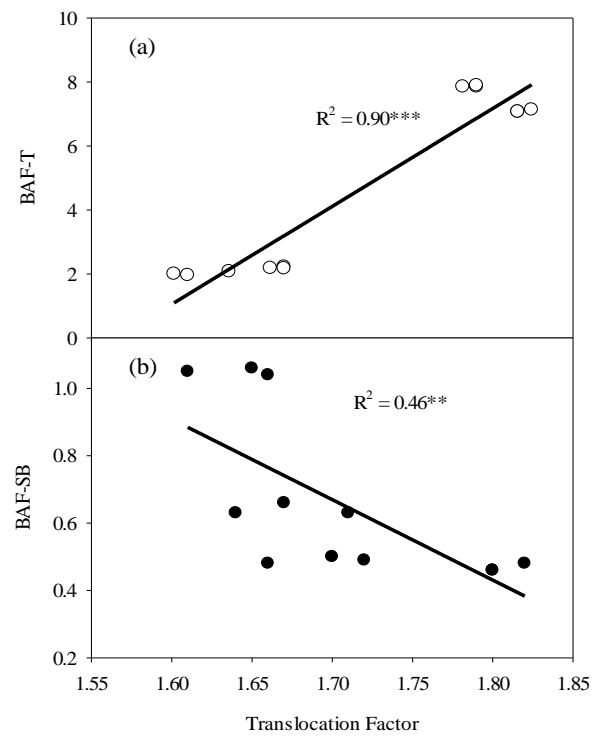 10
(a)
8
R² = 0.90***
6
BAF-T
4
2
0
(b)
1.0
R² = 0.46**
0.8
BAF-SB
0.6
0.4
0.2
1.55 1.60 1.65 1.70 1.75 1.80 1.85
Translocation Factor